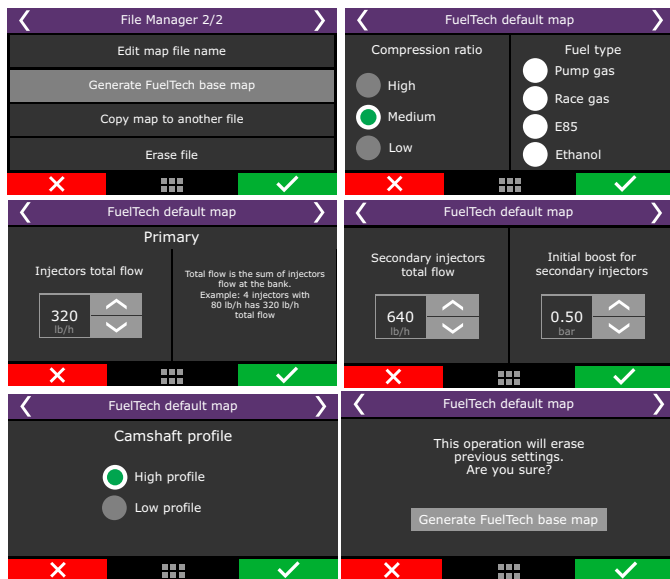 File Manager 2/2
Edit map file name
Generate FuelTech base map
Copy map to another file
Erase file
FuelTech default map
Compression ratio
High
Medium
Low
Fuel type
Pump gas
Race gas
E85
Ethanol
FuelTech default map
Primary
Injectors total flow
320
lb/h
Total flow is the sum of injectors
flow at the bank.
Example: 4 injectors with
80 lb/h has 320 lb/h
total flow
FuelTech default map
Secondary injectors
total flow
640
lb/h
Initial boost for
secondary injectors
0.50
bar
FuelTech default map
Camshaft profile
High profile
Low profile
FuelTech default map
This operation will erase
previous settings.
Are you sure?
Generate FuelTech base map